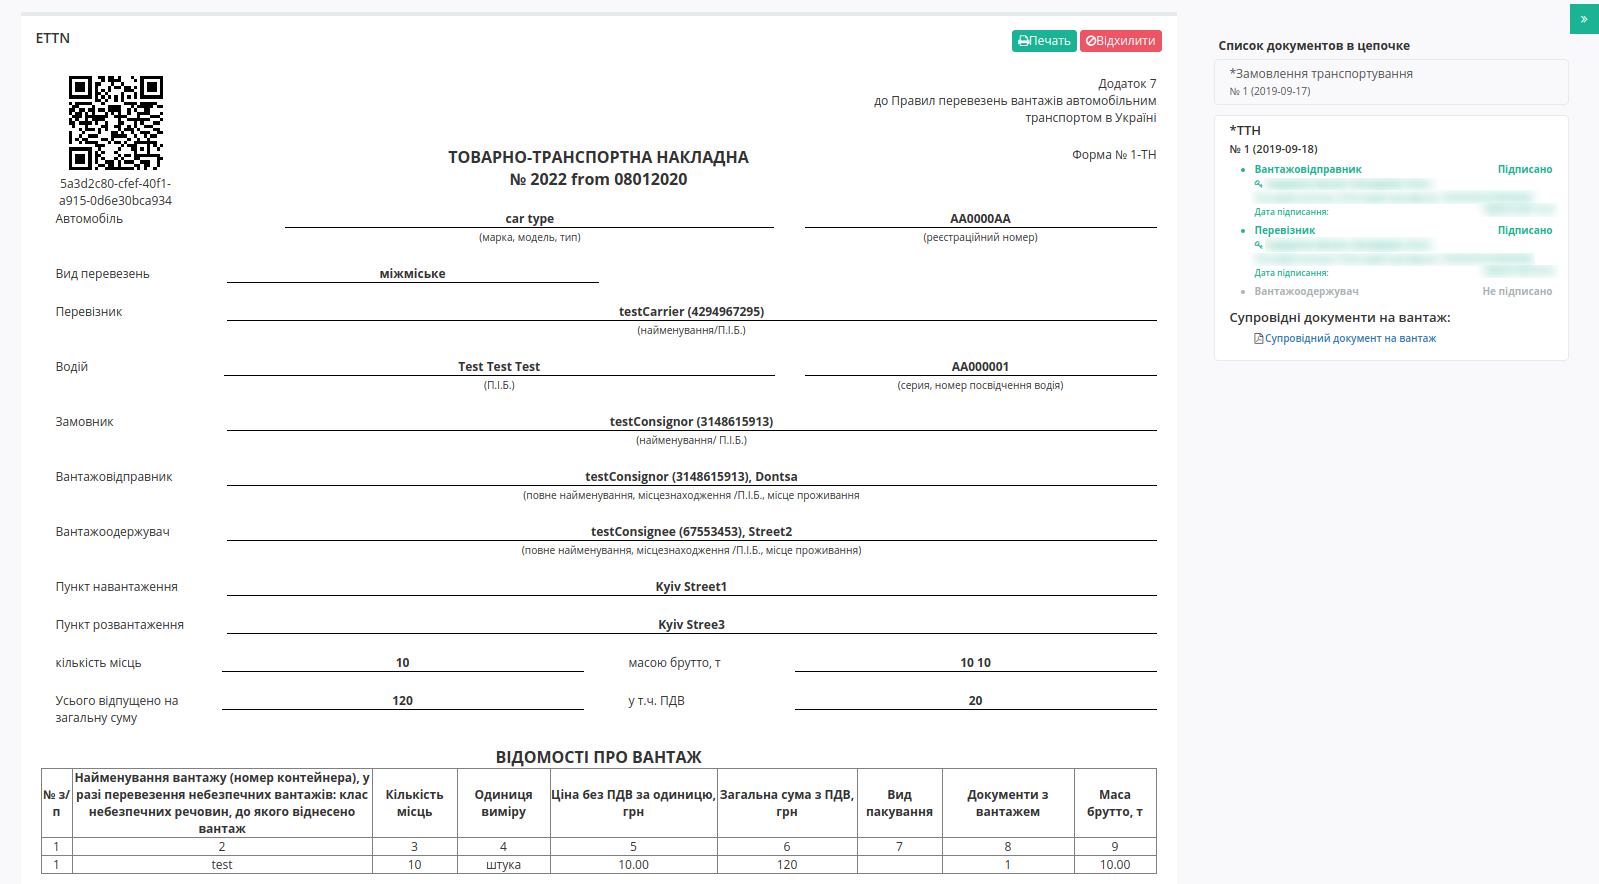 ETTN
Печать
Відхилити
5a3d2c80-cfef-40f1-
a915-0d6e30bca934
Додаток 7
до Правил перевезень вантажів автомобільним
транспортом в Україні
Форма № 1-ТН
ТОВАРНО-ТРАНСПОРТНА НАКЛАДНА
№ 2022 from 08012020
Автомобіль car type AA0000AA
(марка, модель, тип) (реєстраційний номер)
Вид перевезень міжміське
Перевізник testCarrier (4294967295)
(найменування/П.І.Б.)
Водій Test Test Test AA000001
(П.І.Б.) (серия, номер посвідчення водія)
Замовник testConsignor (3148615913)
(найменування/ П.І.Б.)
Вантажовідправник testConsignor (3148615913), Dontsa
(повне найменування, місцезнаходження /П.І.Б., місце проживання
Вантажоодержувач testConsignee (67553453), Street2
(повне найменування, місцезнаходження /П.І.Б., місце проживання)
Пункт навантаження Kyiv Street1
Пункт розвантаження Kyiv Stree3
кількість місць 10 масою брутто, т 10 10
Усього відпущено на 120 у т.ч. ПДВ 20
загальну суму
ВІДОМОСТІ ПРО ВАНТАЖ
№ з/
п
Найменування вантажу (номер контейнера), у
разі перевезення небезпечних вантажів: клас
небезпечних речовин, до якого віднесено
вантаж
Кількість
місць
Одиниця
виміру
Ціна без ПДВ за одиницю,
грн
Загальна сума з ПДВ,
грн
Вид
пакування
Документи з
вантажем
Маса
брутто, т
1 2 3 4 5 6 7 8 9
1 test 10 штука 10.00 120 1 10.00
»
Список документов в цепочке
*Замовлення транспортування
№ 1 (2019-09-17)
*ТТН
№ 1 (2019-09-18)
Вантажовідправник Підписано
Дата підписання:
Перевізник Підписано
Дата підписання:
Вантажоодержувач Не підписано
Супровідні документи на вантаж:
Супровідний документ на вантаж